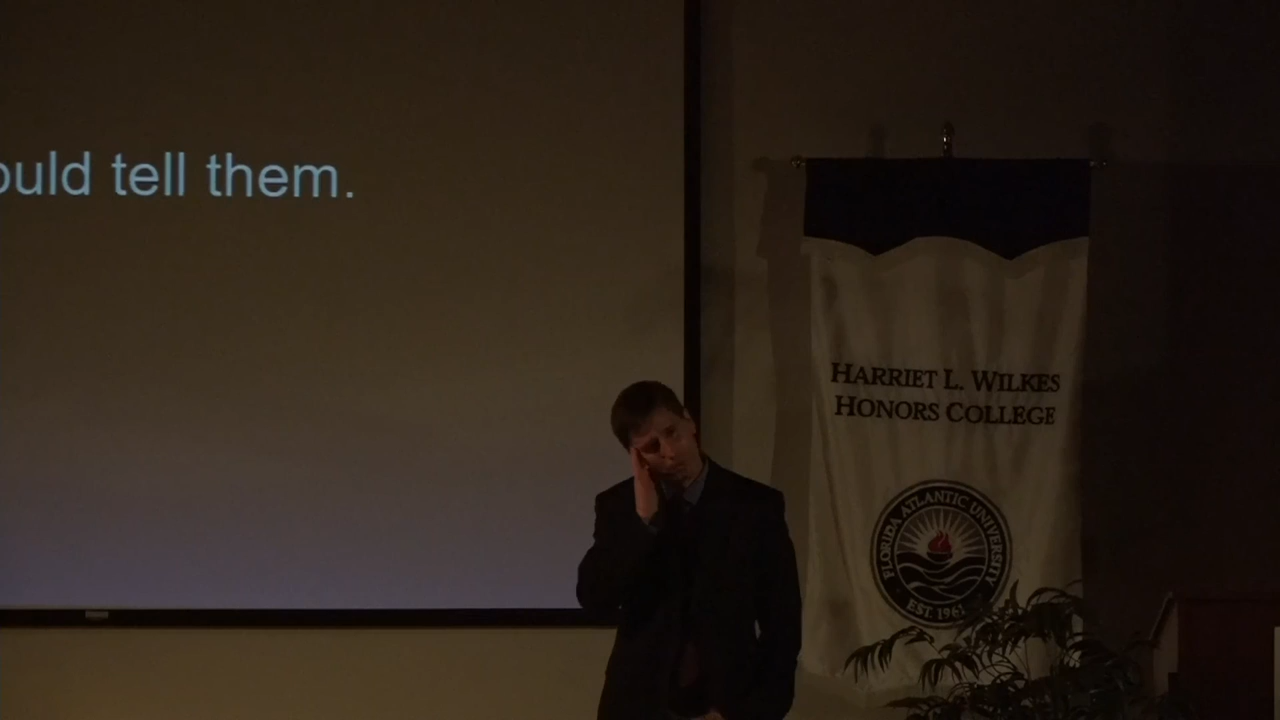 ould tell them.
HARRIET L. WILKES
HONORS COLLEGE
FLORIDA ATLANTIC UNIVERSITY
EST. 1961